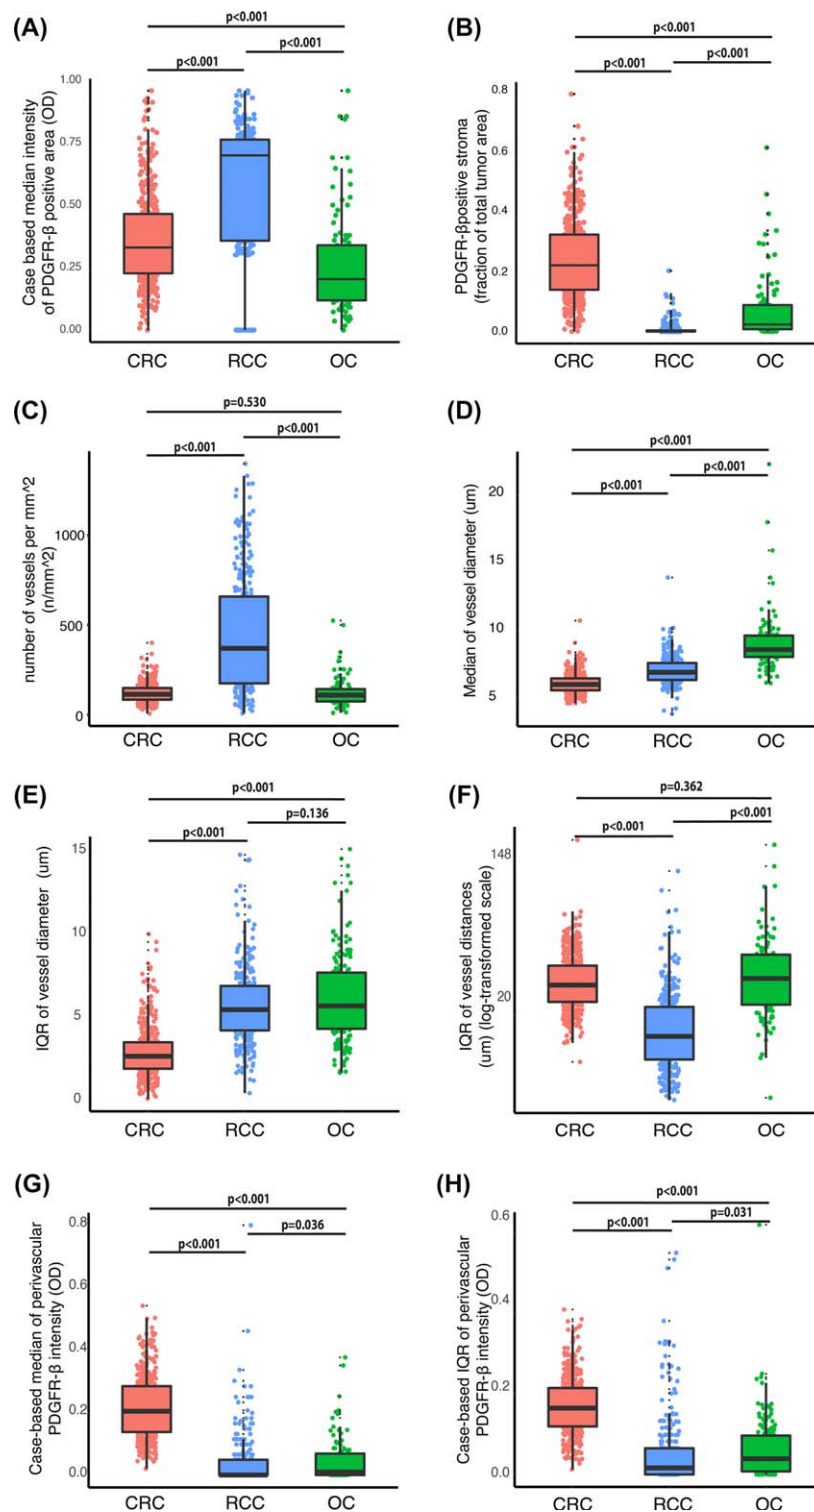 (A)
p<0.001
p<0.001
p<0.001
Case based median intensity
of PDGFR-β positive area (OD)
1.00
0.75
0.50
0.25
0.00
CRC
RCC
OC
(B)
p<0.001
p<0.001
p<0.001
PDGFR-βpositive stroma
(fraction of total tumor area)
0.8
0.6
0.4
0.2
0.0
CRC
RCC
OC
(C)
p=0.530
p<0.001
p<0.001
number of vessels per mm^2
(n/mm^2)
1000
500
0
CRC
RCC
OC
(D)
p<0.001
p<0.001
p<0.001
Median of vessel diameter (um)
20
15
10
5
CRC
RCC
OC
(E)
p<0.001
p<0.001
p=0.136
IQR of vessel diameter (um)
15
10
5
0
CRC
RCC
OC
(F)
p=0.362
p<0.001
p<0.001
IQR of vessel distances
(um) (log-transformed scale)
148
20
CRC
RCC
OC
(G)
p<0.001
p<0.001
p=0.036
Case-based median of perivascular
PDGFR-β intensity (OD)
0.8
0.6
0.4
0.2
0.0
CRC
RCC
OC
(H)
p<0.001
p<0.001
p=0.031
Case-based IQR of perivascular
PDGFR-β intensity (OD)
0.6
0.4
0.2
0.0
CRC
RCC
OC